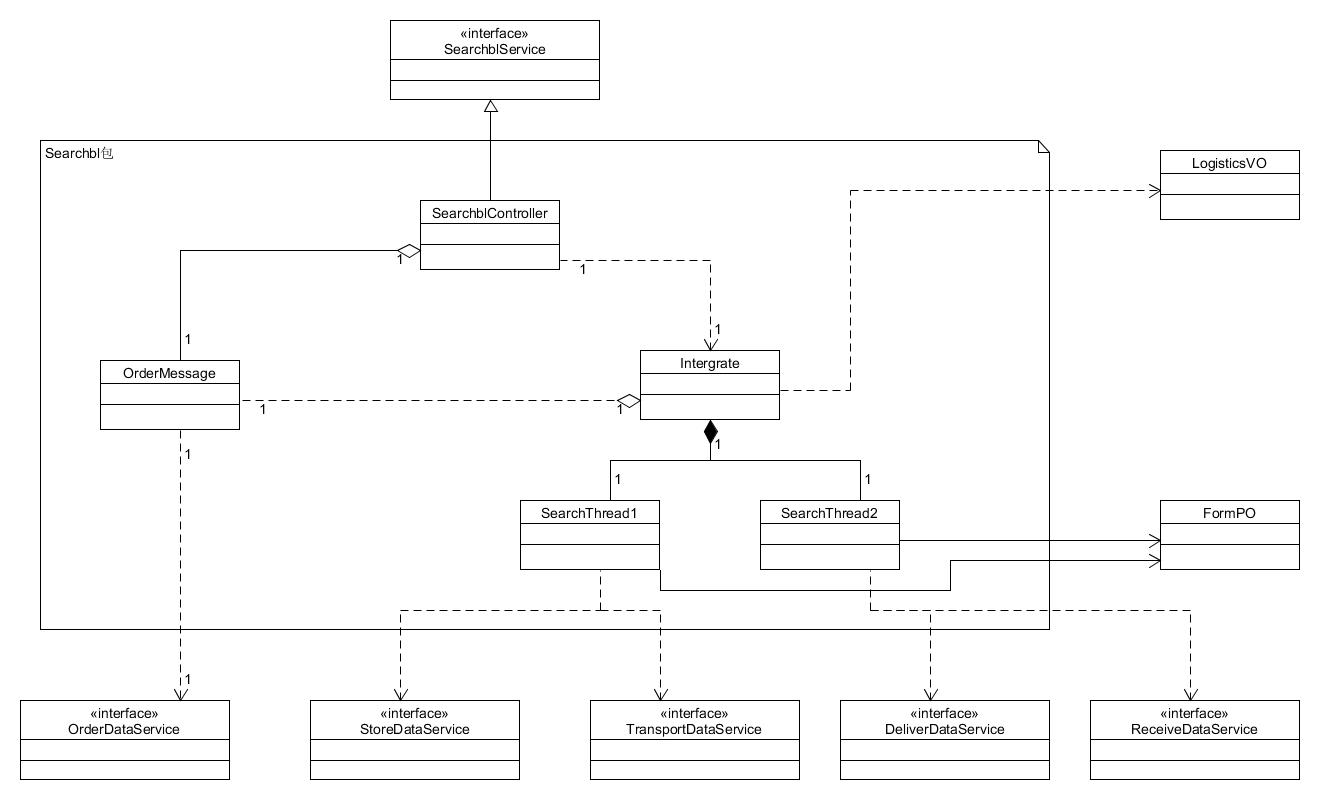 «interface»
SearchblService
Searchbl包
LogisticsVO
SearchblController
1
1
1
1
OrderMessage
Intergrate
1
1
1
1
1
1
SearchThread1
SearchThread2
FormPO
1
«interface»
OrderDataService
«interface»
StoreDataService
«interface»
TransportDataService
«interface»
DeliverDataService
«interface»
ReceiveDataService